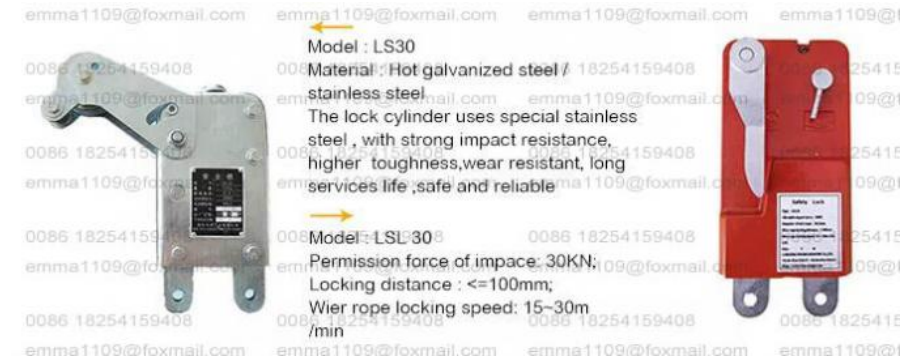 Model : LS30
Material : Hot galvanized steel /
stainless steel
The lock cylinder uses special stainless
steel , with strong impact resistance,
higher toughness,wear resistant, long
services life ,safe and reliable
Model : LSL 30
Permission force of impace: 30KN;
Locking distance : <=100mm;
Wier rope locking speed: 15~30m
/min
Safety Lock
emma1109@foxmail.com
0086 18254159408